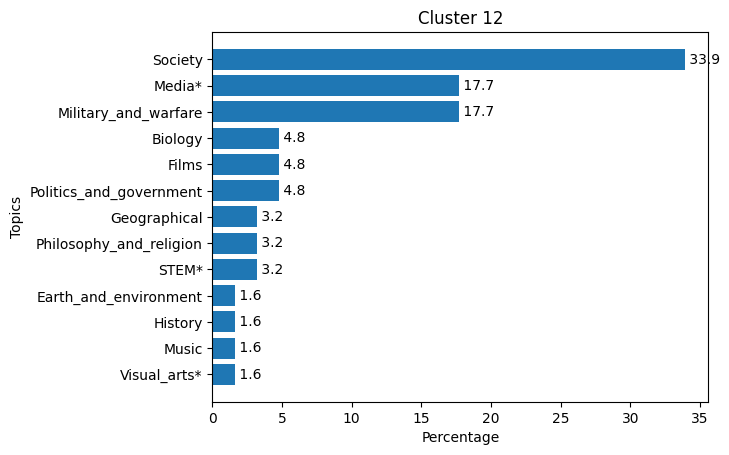 Cluster 12
Society 33.9
Media* 17.7
Military_and_warfare 17.7
Biology 4.8
Films 4.8
Politics_and_government 4.8
Geographical 3.2
Philosophy_and_religion 3.2
STEM* 3.2
Earth_and_environment 1.6
History 1.6
Music 1.6
Visual_arts* 1.6
Topics
0 5 10 15 20 25 30 35
Percentage